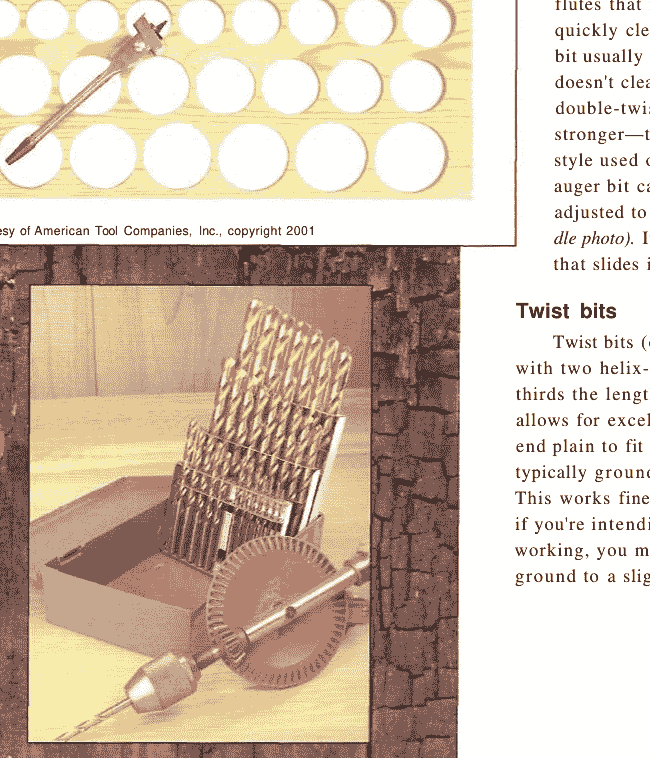 flutes that
quickly cle
bit usually
doesn't clea
double-twis
stronger—t
style used o
auger bit ca
adjusted to
dle photo). I
that slides i
esy of American Tool Companies, Inc., copyright 2001
Twist bits
Twist bits (
with two helix-
thirds the lengt
allows for excel
end plain to fit
typically ground
This works fine
if you're intendi
working, you m
ground to a slig